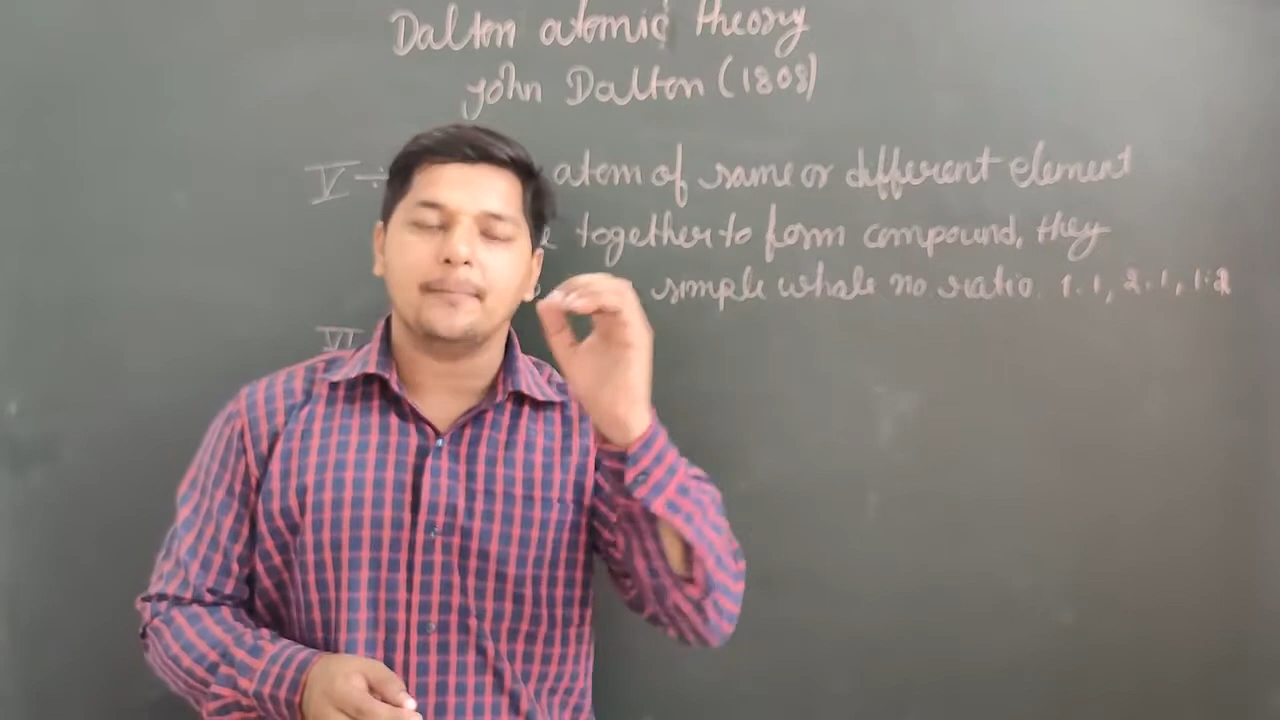 Dalton atomic theory
john Dalton (1808)
V÷ atom of same or different element
together to form compound, they
simple whole no ratio. 1:1, 2:1, 1:2
VI